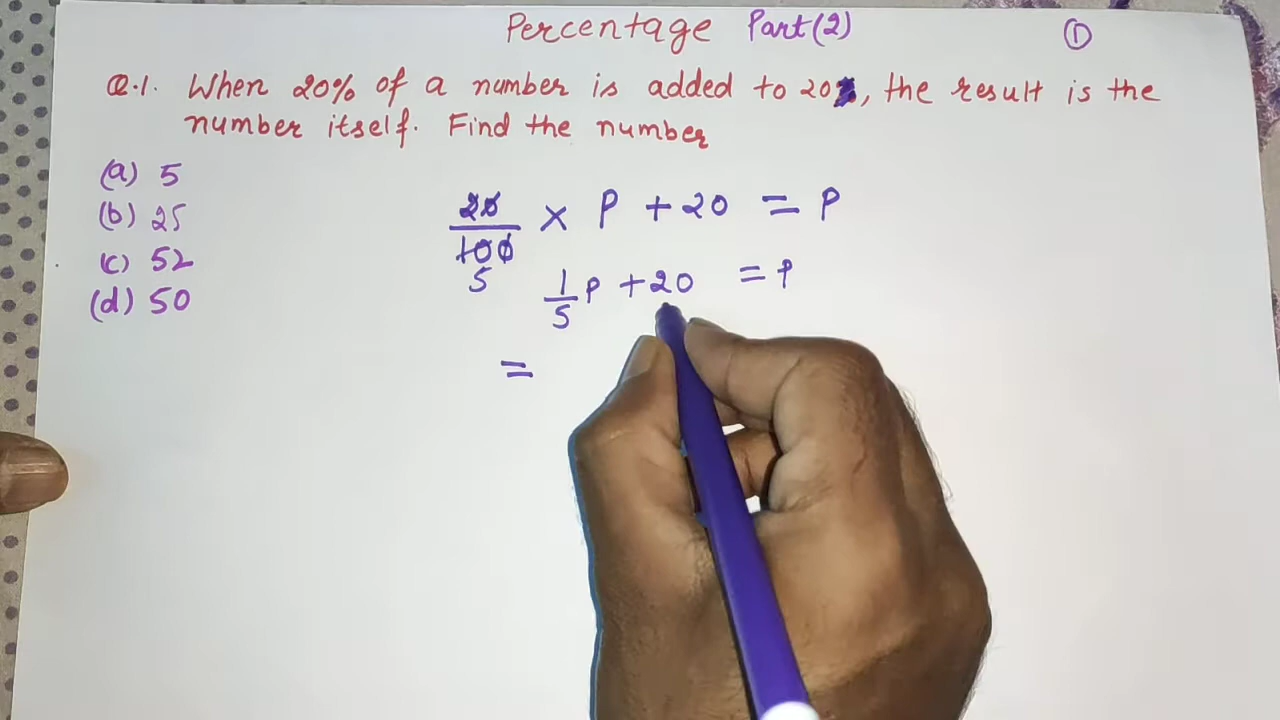 Percentage Part(2) ①
Q.1. When 20% of a number is added to 20, the result is the
number itself. Find the number
(a) 5
(b) 25
(c) 52
(d) 50
20/100 × P + 20 = P
5
1/5 P + 20 = P
=